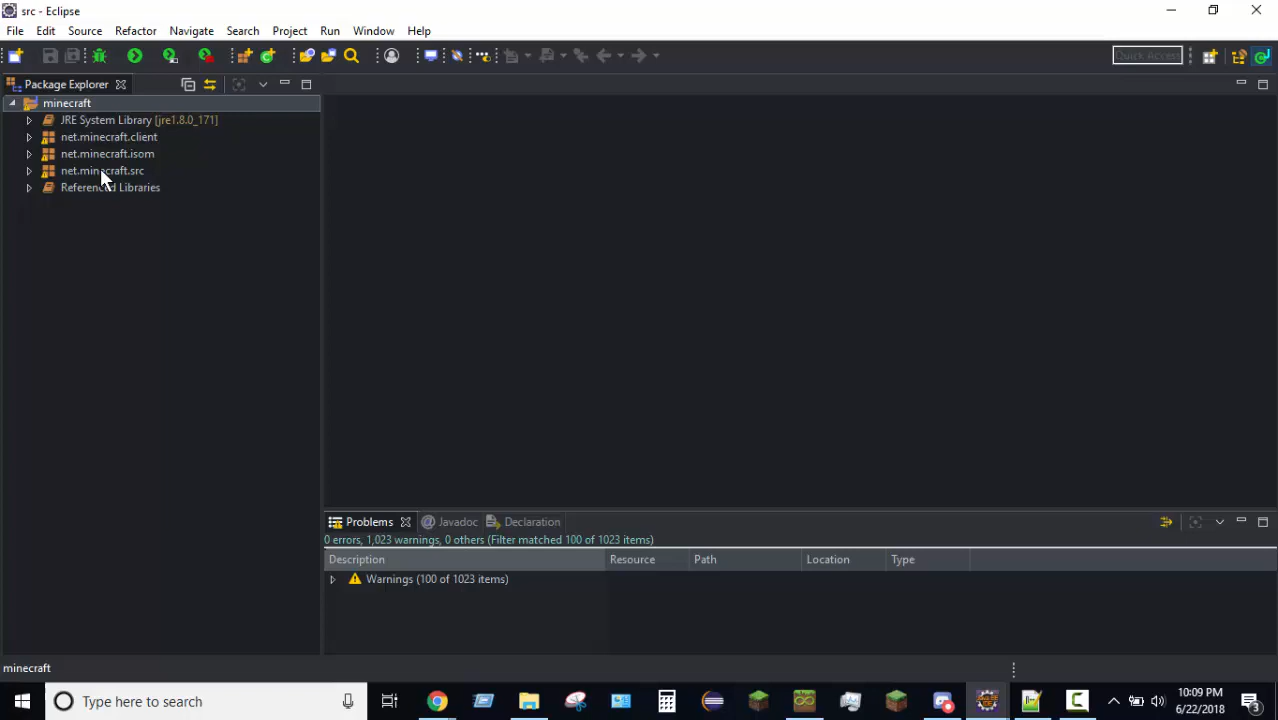 src - Eclipse
File Edit Source Refactor Navigate Search Project Run Window Help
Quick Access
Package Explorer
minecraft
JRE System Library [jre1.8.0_171]
net.minecraft.client
net.minecraft.isom
net.minecraft.src
Referenced Libraries
Problems @ Javadoc Declaration
0 errors, 1,023 warnings, 0 others (Filter matched 100 of 1023 items)
Description Resource Path Location Type
Warnings (100 of 1023 items)
minecraft
Type here to search
10:09 PM
6/22/2018
3